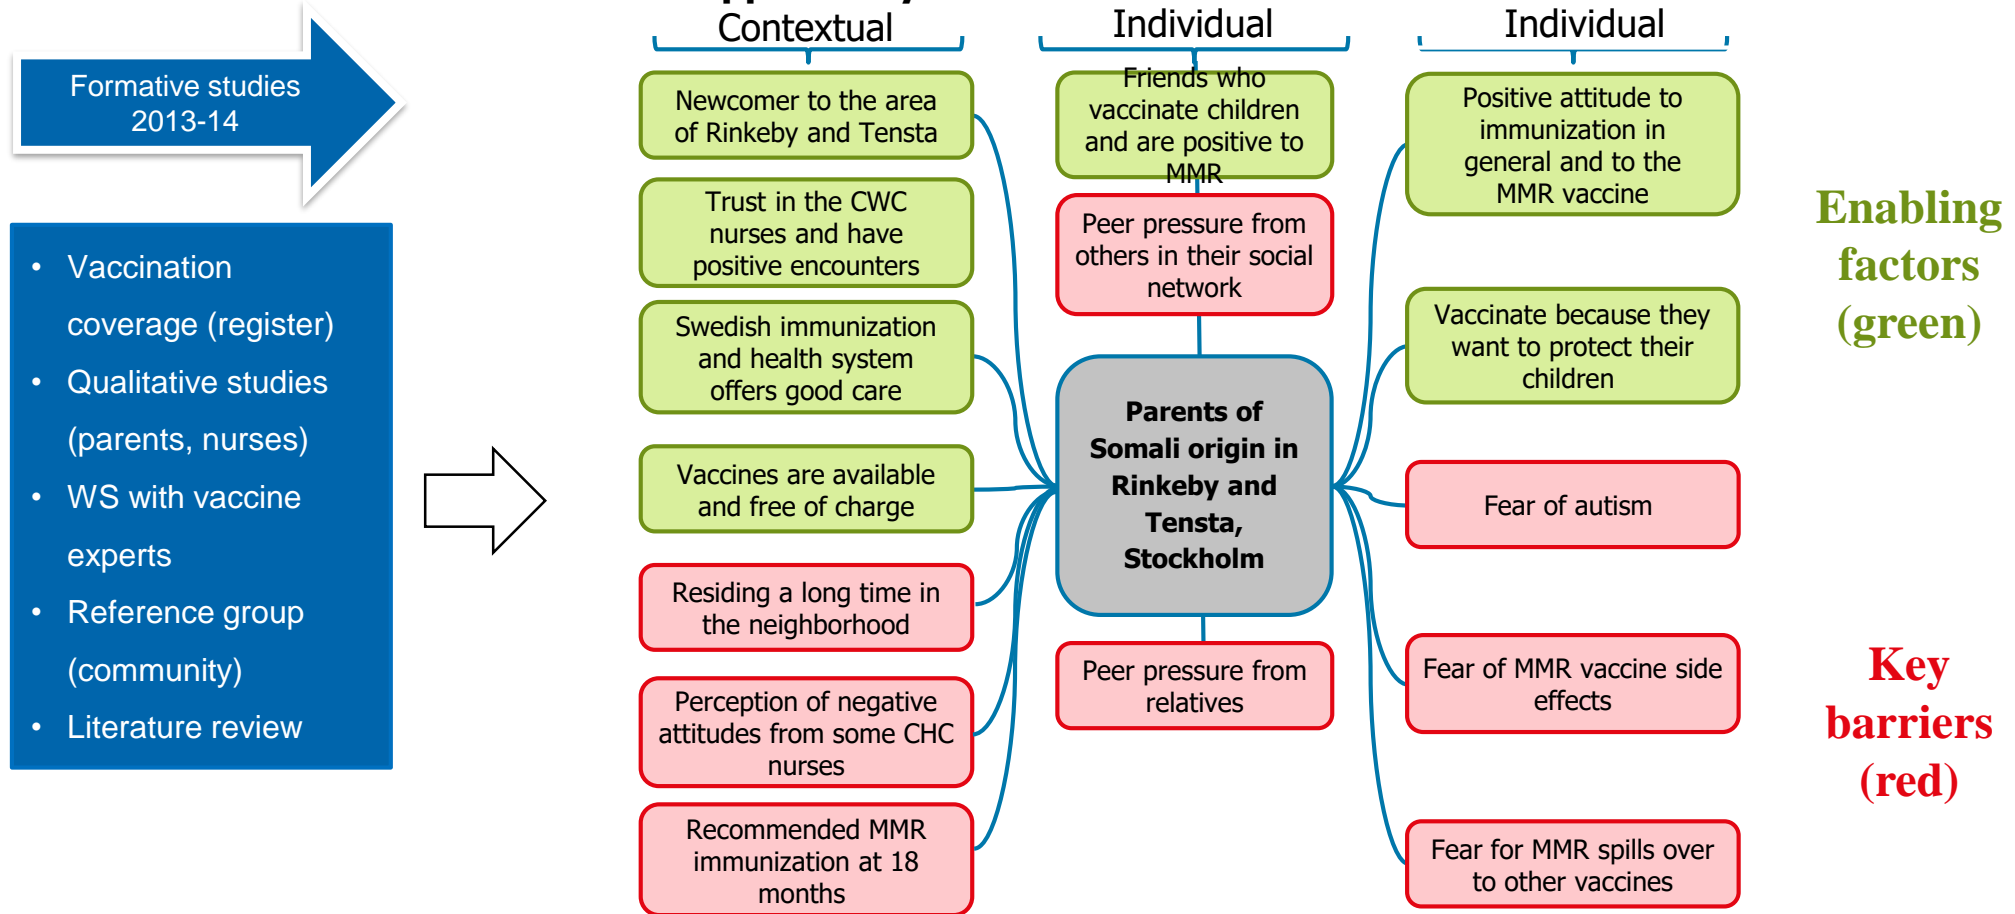 Formative studies
2013-14
• Vaccination
coverage (register)
• Qualitative studies
(parents, nurses)
• WS with vaccine
experts
• Reference group
(community)
• Literature review
Contextual
Newcomer to the area
of Rinkeby and Tensta
Trust in the CWC
nurses and have
positive encounters
Swedish immunization
and health system
offers good care
Vaccines are available
and free of charge
Residing a long time in
the neighborhood
Perception of negative
attitudes from some CHC
nurses
Recommended MMR
immunization at 18
months
Individual
Friends who
vaccinate children
and are positive to
MMR
Peer pressure from
others in their social
network
Parents of
Somali origin in
Rinkeby and
Tensta,
Stockholm
Peer pressure from
relatives
Individual
Positive attitude to
immunization in
general and to the
MMR vaccine
Vaccinate because they
want to protect their
children
Fear of autism
Fear of MMR vaccine side
effects
Fear for MMR spills over
to other vaccines
Enabling
factors
(green)
Key
barriers
(red)